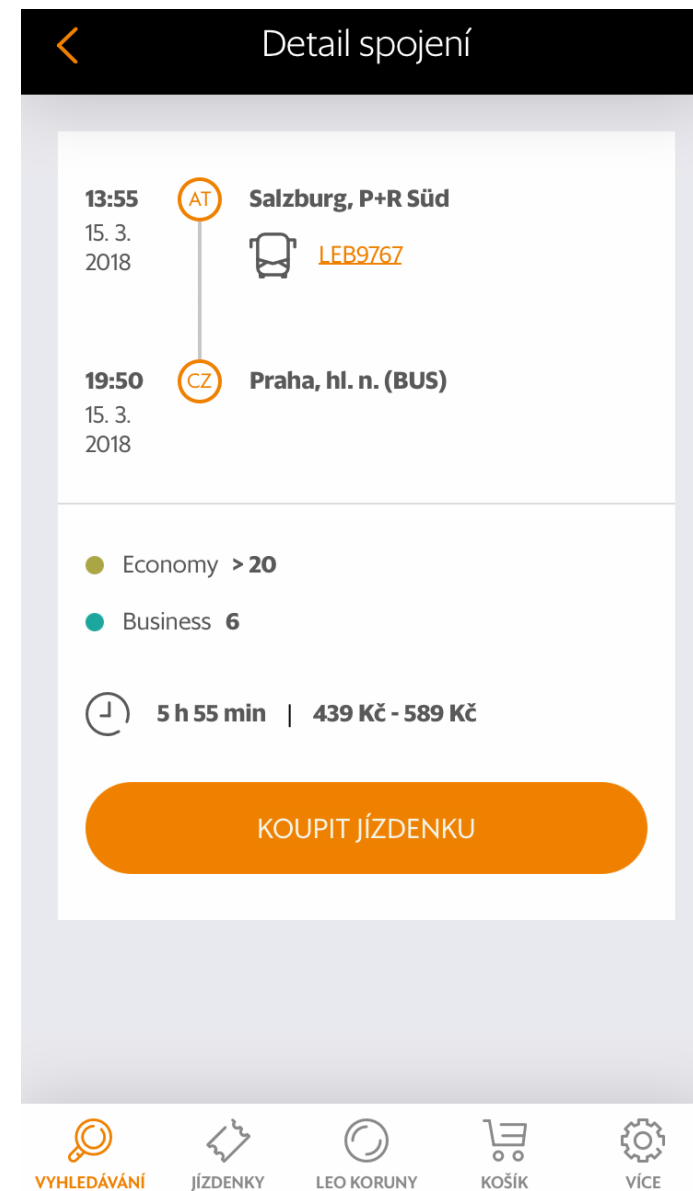 Detail spojení
13:55
AT
Salzburg, P+R Süd
15. 3.
2018
LEB9767
19:50
CZ
Praha, hl. n. (BUS)
15. 3.
2018
Economy > 20
Business 6
5 h 55 min | 439 Kč - 589 Kč
KOUPIT JÍZDENKU
VYHLEDÁVÁNÍ
JÍZDENKY
LEO KORUNY
KOŠÍK
VÍCE